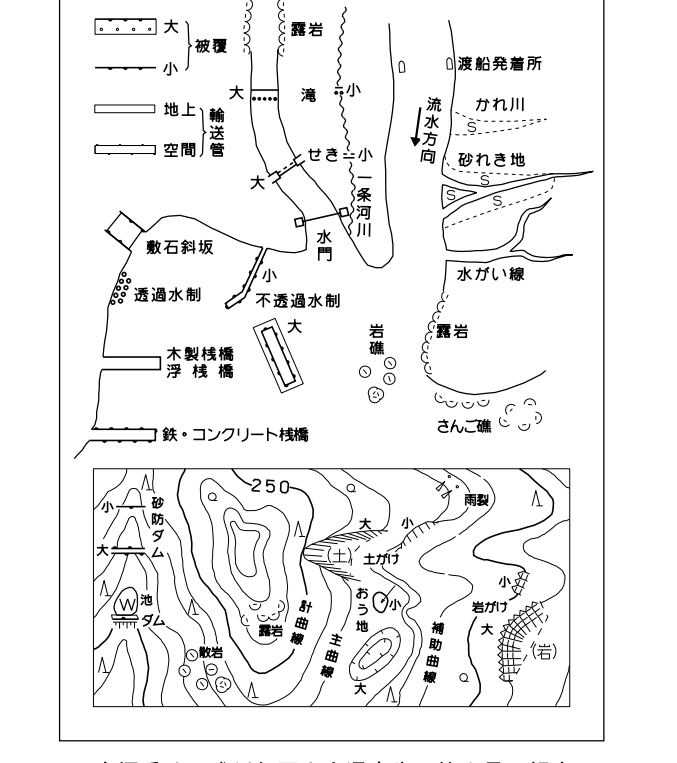 大
被覆
小
地上
輸送管
空間
露岩
大
滝
小
渡船発着所
流水方向
かれ川
S
せき
小
大
砂れき地
S
S
S
一条河川
水門
敷石斜坂
小
水がい線
透過水制
不透過水制
大
岩礁
露岩
木製桟橋
浮桟橋
さんご礁
鉄・コンクリート桟橋
250
小
砂防ダム
雨裂
大
大
小
(土)
土がけ
小
池
W
ダム
おう地
小
岩がけ
計曲線
露岩
主曲線
補助曲線
大
(岩)
散岩
大